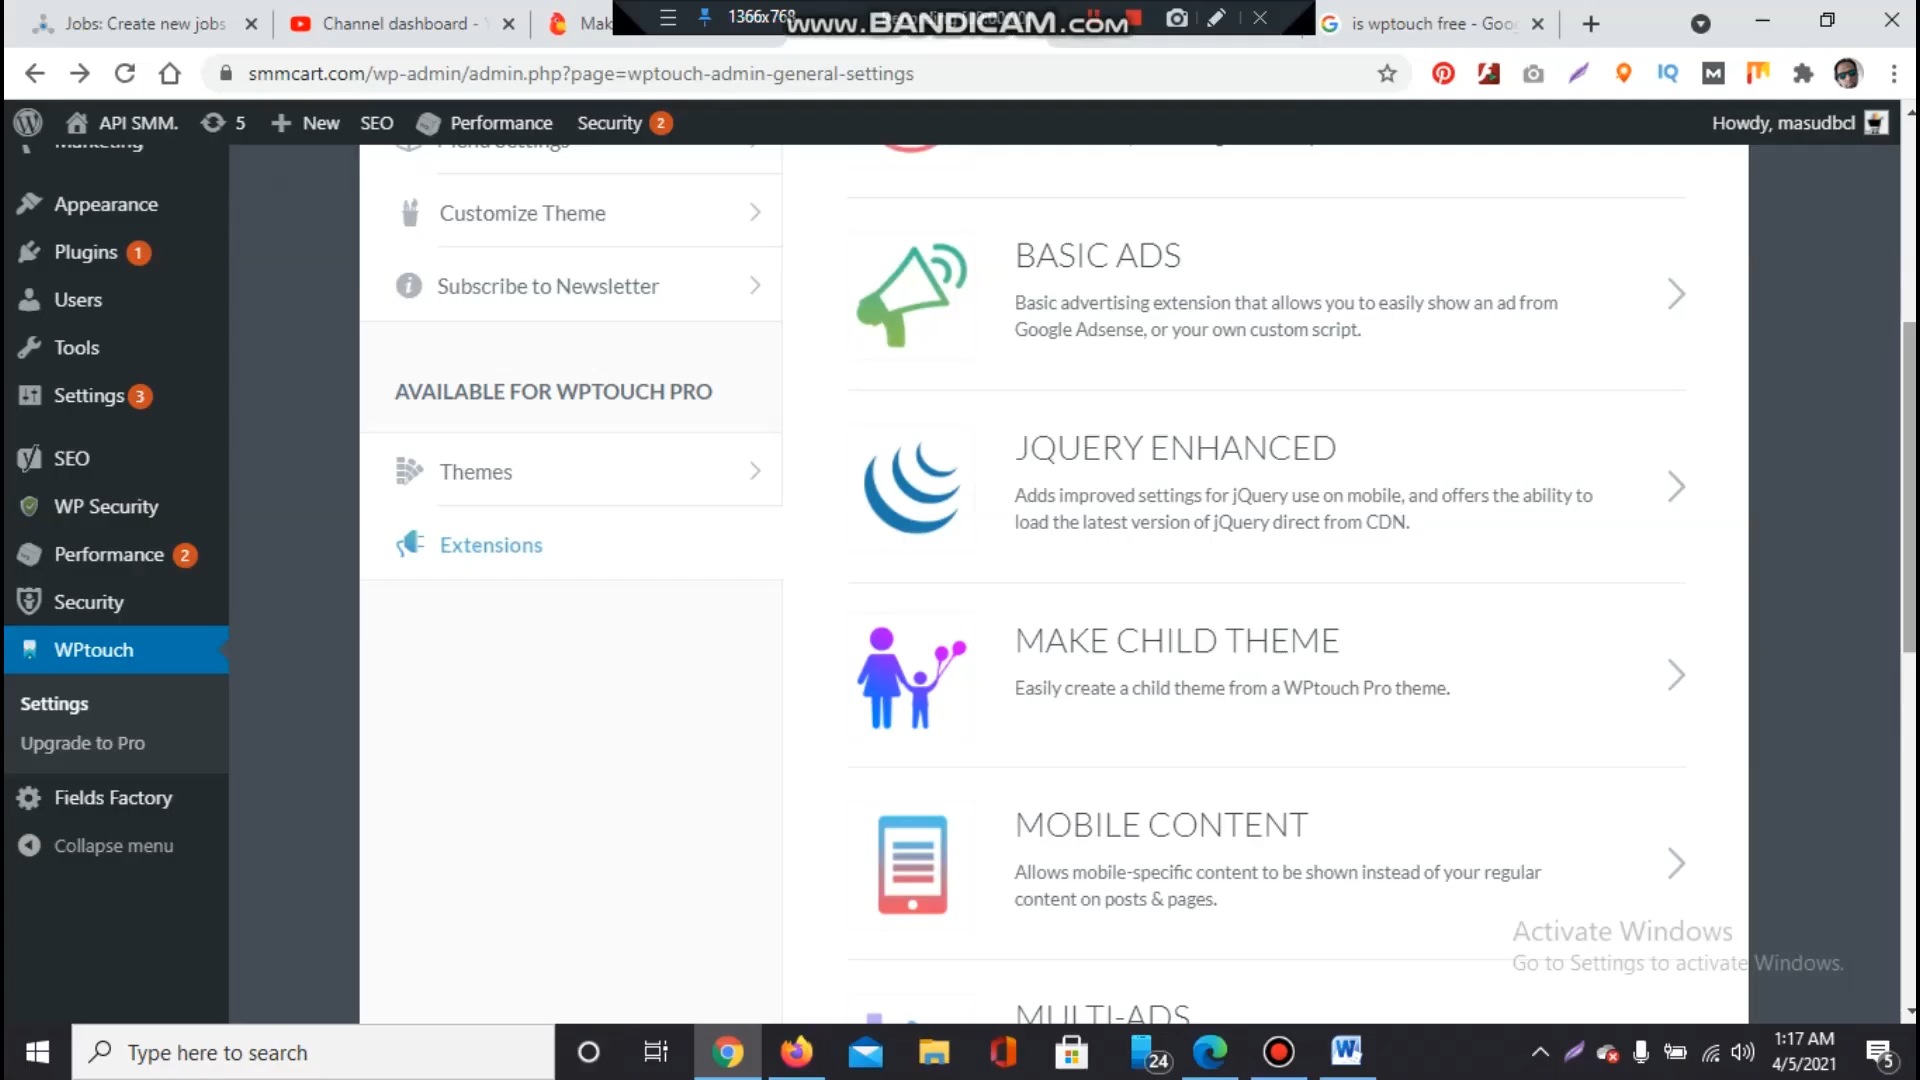 Jobs: Create new jobs
Channel dashboard -
Mak
1366x768
www.BANDICAM.com
is wptouch free - Goo
smmcart.com/wp-admin/admin.php?page=wptouch-admin-general-settings
API SMM.
5
New
SEO
Performance
Security 2
Howdy, masudbcl
Marketing
Appearance
Plugins 1
Users
Tools
Settings 3
SEO
WP Security
Performance 2
Security
WPtouch
Settings
Upgrade to Pro
Fields Factory
Collapse menu
Menu Settings
Customize Theme
Subscribe to Newsletter
AVAILABLE FOR WPTOUCH PRO
Themes
Extensions
BASIC ADS
Basic advertising extension that allows you to easily show an ad from
Google Adsense, or your own custom script.
JQUERY ENHANCED
Adds improved settings for jQuery use on mobile, and offers the ability to
load the latest version of jQuery direct from CDN.
MAKE CHILD THEME
Easily create a child theme from a WPtouch Pro theme.
MOBILE CONTENT
Allows mobile-specific content to be shown instead of your regular
content on posts & pages.
MULTI-ADS
Activate Windows
Go to Settings to activate Windows.
Type here to search
24
1:17 AM
4/5/2021
5